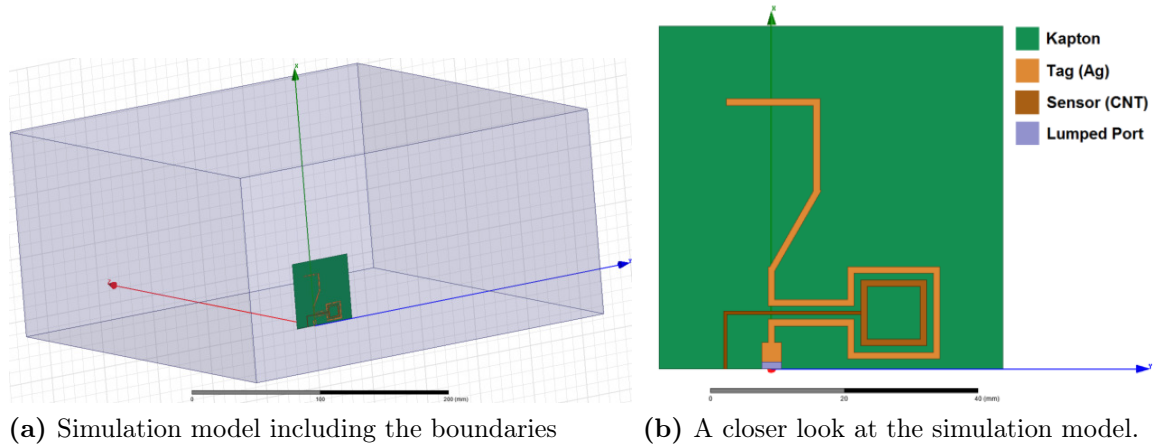 x
z
Y
0
100
200 (mm)
(a) Simulation model including the boundaries
X
Kapton
Tag (Ag)
Sensor (CNT)
Lumped Port
Y
0
20
40 (mm)
(b) A closer look at the simulation model.